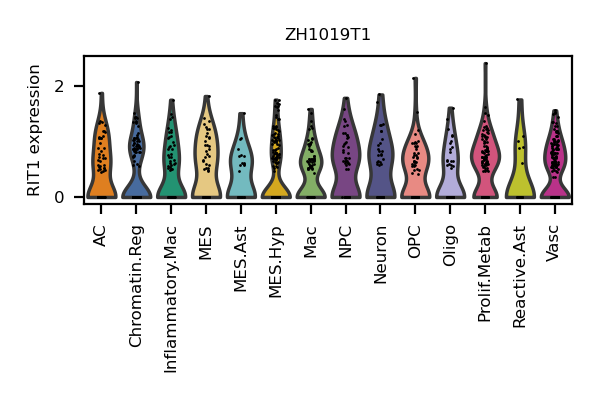 ZH1019T1
RIT1 expression
2
0
AC
Chromatin.Reg
Inflammatory.Mac
MES
MES.Ast
MES.Hyp
Mac
NPC
Neuron
OPC
Oligo
Prolif.Metab
Reactive.Ast
Vasc